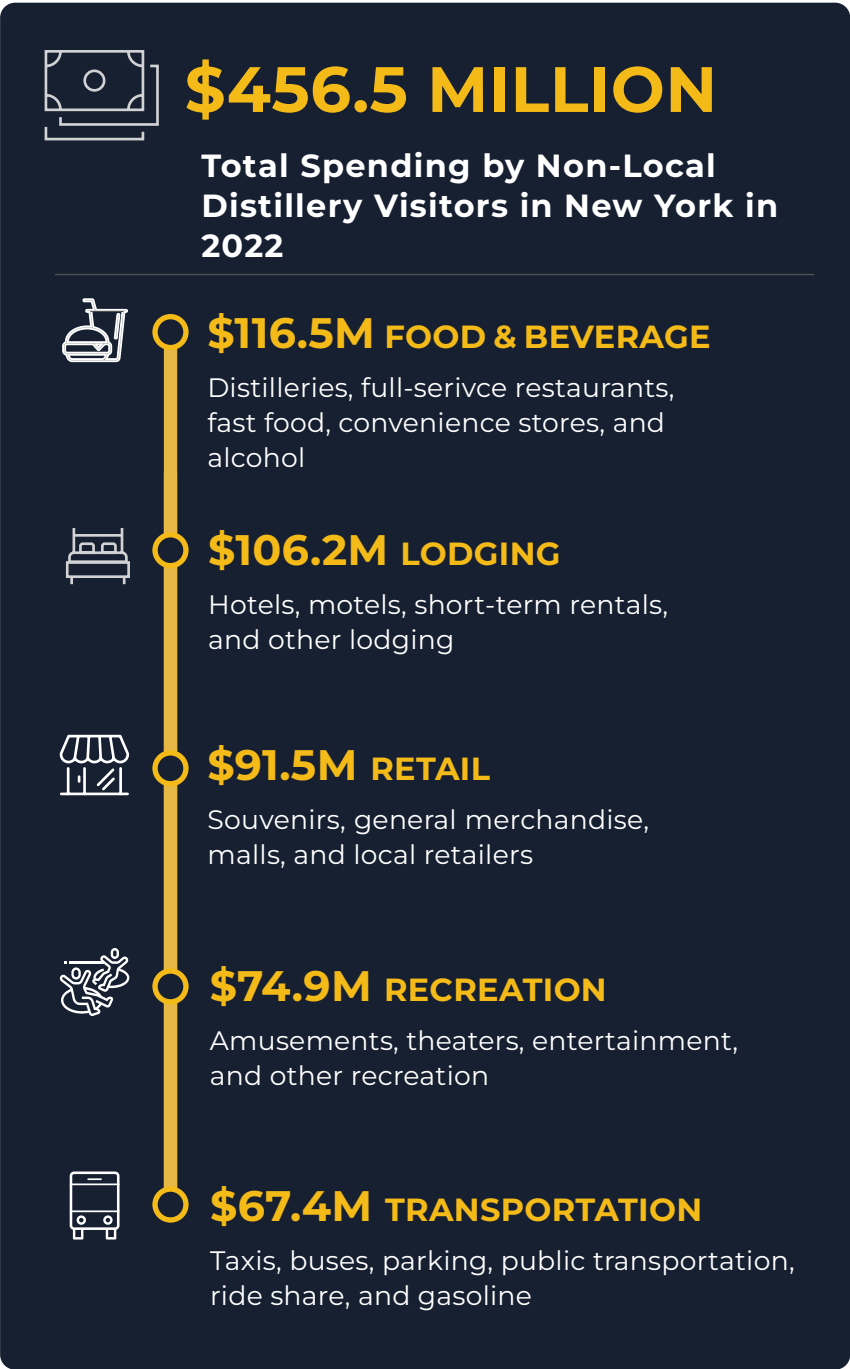 $456.5 MILLION
Total Spending by Non-Local
Distillery Visitors in New York in
2022
$116.5M FOOD & BEVERAGE
Distilleries, full-serivce restaurants,
fast food, convenience stores, and
alcohol
$106.2M LODGING
Hotels, motels, short-term rentals,
and other lodging
$91.5M RETAIL
Souvenirs, general merchandise,
malls, and local retailers
$74.9M RECREATION
Amusements, theaters, entertainment,
and other recreation
$67.4M TRANSPORTATION
Taxis, buses, parking, public transportation,
ride share, and gasoline